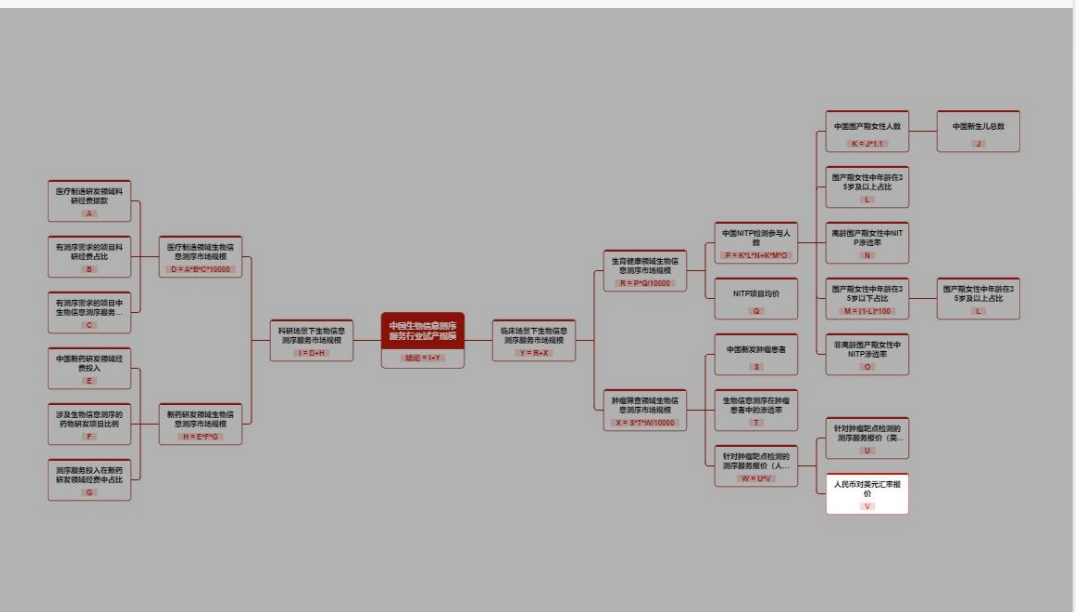 医疗制造研发领域科
研经费拨款
A
有测序需求的项目科
研经费占比
B
有测序需求的项目中
生物信息测序服务...
C
医疗制造领域生物信
息测序市场规模
D = A*B*C*10000
中国新药研发领域经
费投入
E
涉及生物信息测序的
药物研发项目比例
F
测序服务投入在新药
研发领域经费中占比
G
新药研发领域生物信
息测序市场规模
H = E*F*G
科研场景下生物信息
测序服务市场规模
I = D+H
中国生物信息测序
服务行业试产规模
结论 = I+Y
临床场景下生物信息
测序服务市场规模
Y = R+X
生育健康领域生物信
息测序市场规模
R = P*Q/10000
中国NITP检测参与人
数
P = K*L*N+K*M*O
NITP项目均价
Q
中国围产期女性人数
K = J*1.1
中国新生儿总数
J
围产期女性中年龄在3
5岁及以上占比
L
高龄围产期女性中NIT
P渗透率
N
围产期女性中年龄在3
5岁以下占比
M = (1-L)*100
围产期女性中年龄在3
5岁及以上占比
L
非高龄围产期女性中
NITP渗透率
O
肿瘤筛查领域生物信
息测序市场规模
X = S*T*W/10000
中国新发肿瘤患者
S
生物信息测序在肿瘤
患者中的渗透率
T
针对肿瘤靶点检测的
测序服务报价（人...
W = U*V
针对肿瘤靶点检测的
测序服务报价（美...
U
人民币对美元汇率报
价
V